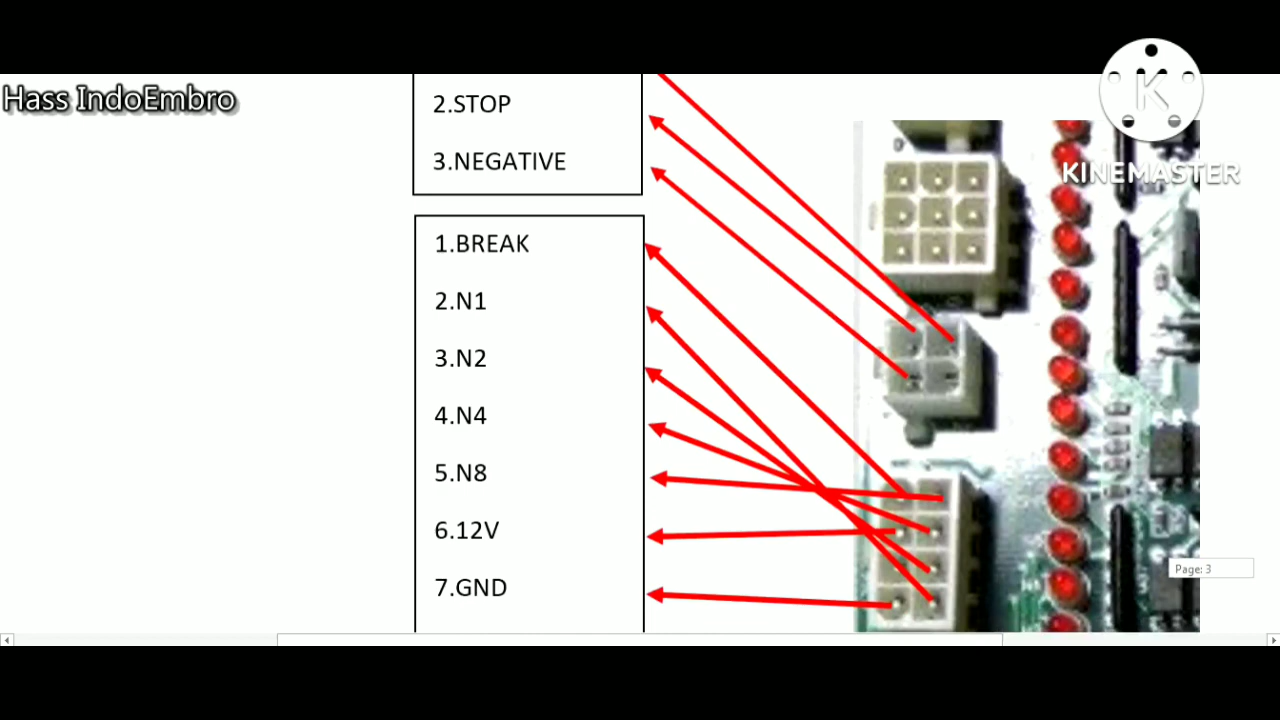 Hass IndoEmbro
2.STOP
3.NEGATIVE
1.BREAK
2.N1
3.N2
4.N4
5.N8
6.12V
7.GND
K
KINEMASTER
Page: 3